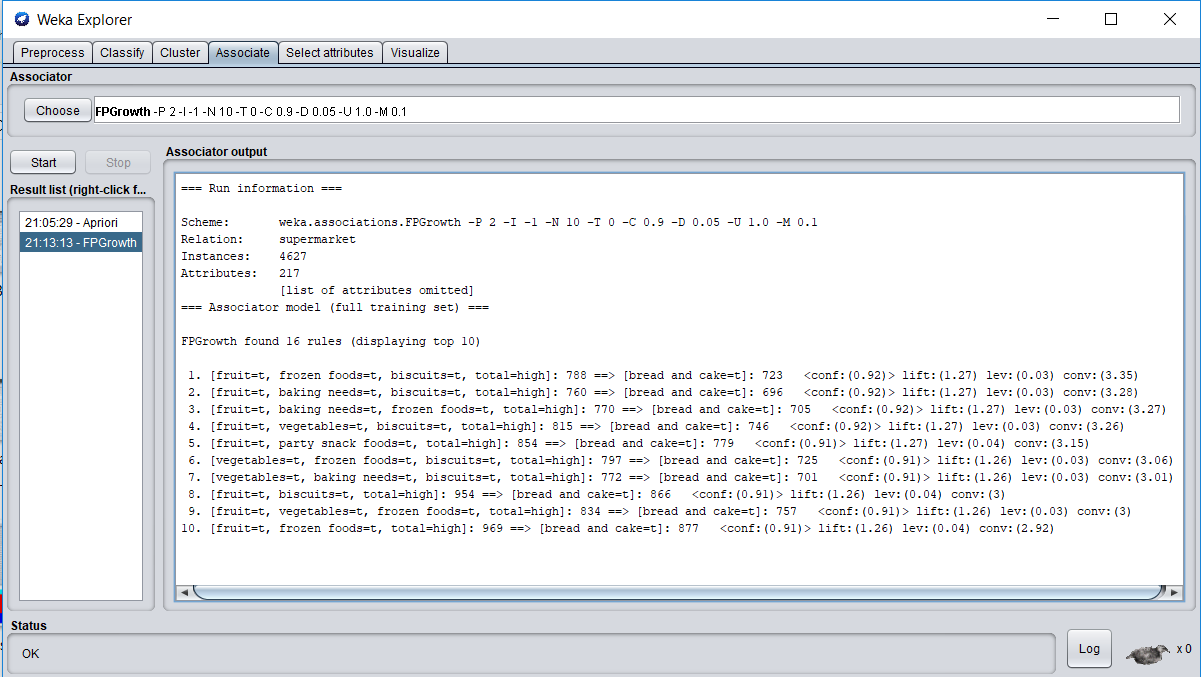 Weka Explorer
Preprocess Classify Cluster Associate Select attributes Visualize
Associator
Choose FPGrowth -P 2 -I -1 -N 10 -T 0 -C 0.9 -D 0.05 -U 1.0 -M 0.1
Start Stop
Result list (right-click f...
21:05:29 - Apriori
21:13:13 - FPGrowth
Associator output
=== Run information ===
Scheme: weka.associations.FPGrowth -P 2 -I -1 -N 10 -T 0 -C 0.9 -D 0.05 -U 1.0 -M 0.1
Relation: supermarket
Instances: 4627
Attributes: 217
[list of attributes omitted]
=== Associator model (full training set) ===
FPGrowth found 16 rules (displaying top 10)
1. [fruit=t, frozen foods=t, biscuits=t, total=high]: 788 ==> [bread and cake=t]: 723 <conf:(0.92)> lift:(1.27) lev:(0.03) conv:(3.35)
2. [fruit=t, baking needs=t, biscuits=t, total=high]: 760 ==> [bread and cake=t]: 696 <conf:(0.92)> lift:(1.27) lev:(0.03) conv:(3.28)
3. [fruit=t, baking needs=t, frozen foods=t, total=high]: 770 ==> [bread and cake=t]: 705 <conf:(0.92)> lift:(1.27) lev:(0.03) conv:(3.27)
4. [fruit=t, vegetables=t, biscuits=t, total=high]: 815 ==> [bread and cake=t]: 746 <conf:(0.92)> lift:(1.27) lev:(0.03) conv:(3.26)
5. [fruit=t, party snack foods=t, total=high]: 854 ==> [bread and cake=t]: 779 <conf:(0.91)> lift:(1.27) lev:(0.04) conv:(3.15)
6. [vegetables=t, frozen foods=t, biscuits=t, total=high]: 797 ==> [bread and cake=t]: 725 <conf:(0.91)> lift:(1.26) lev:(0.03) conv:(3.06)
7. [vegetables=t, baking needs=t, biscuits=t, total=high]: 772 ==> [bread and cake=t]: 701 <conf:(0.91)> lift:(1.26) lev:(0.03) conv:(3.01)
8. [fruit=t, biscuits=t, total=high]: 954 ==> [bread and cake=t]: 866 <conf:(0.91)> lift:(1.26) lev:(0.04) conv:(3)
9. [fruit=t, vegetables=t, frozen foods=t, total=high]: 834 ==> [bread and cake=t]: 757 <conf:(0.91)> lift:(1.26) lev:(0.03) conv:(3)
10. [fruit=t, frozen foods=t, total=high]: 969 ==> [bread and cake=t]: 877 <conf:(0.91)> lift:(1.26) lev:(0.04) conv:(2.92)
Status
OK
Log
x 0